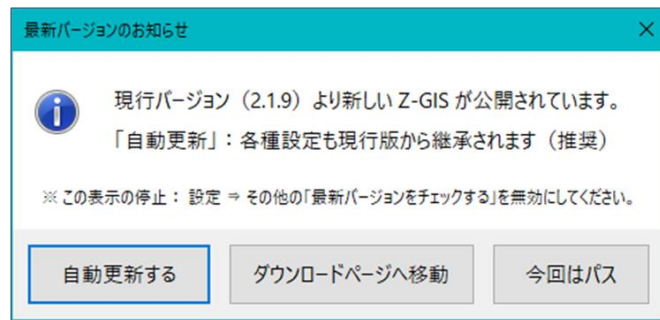 最新バージョンのお知らせ
現行バージョン（2.1.9）より新しい Z-GIS が公開されています。
「自動更新」：各種設定も現行版から継承されます（推奨）
※ この表示の停止： 設定 ⇒ その他の「最新バージョンをチェックする」を無効にしてください。
自動更新する
ダウンロードページへ移動
今回はパス